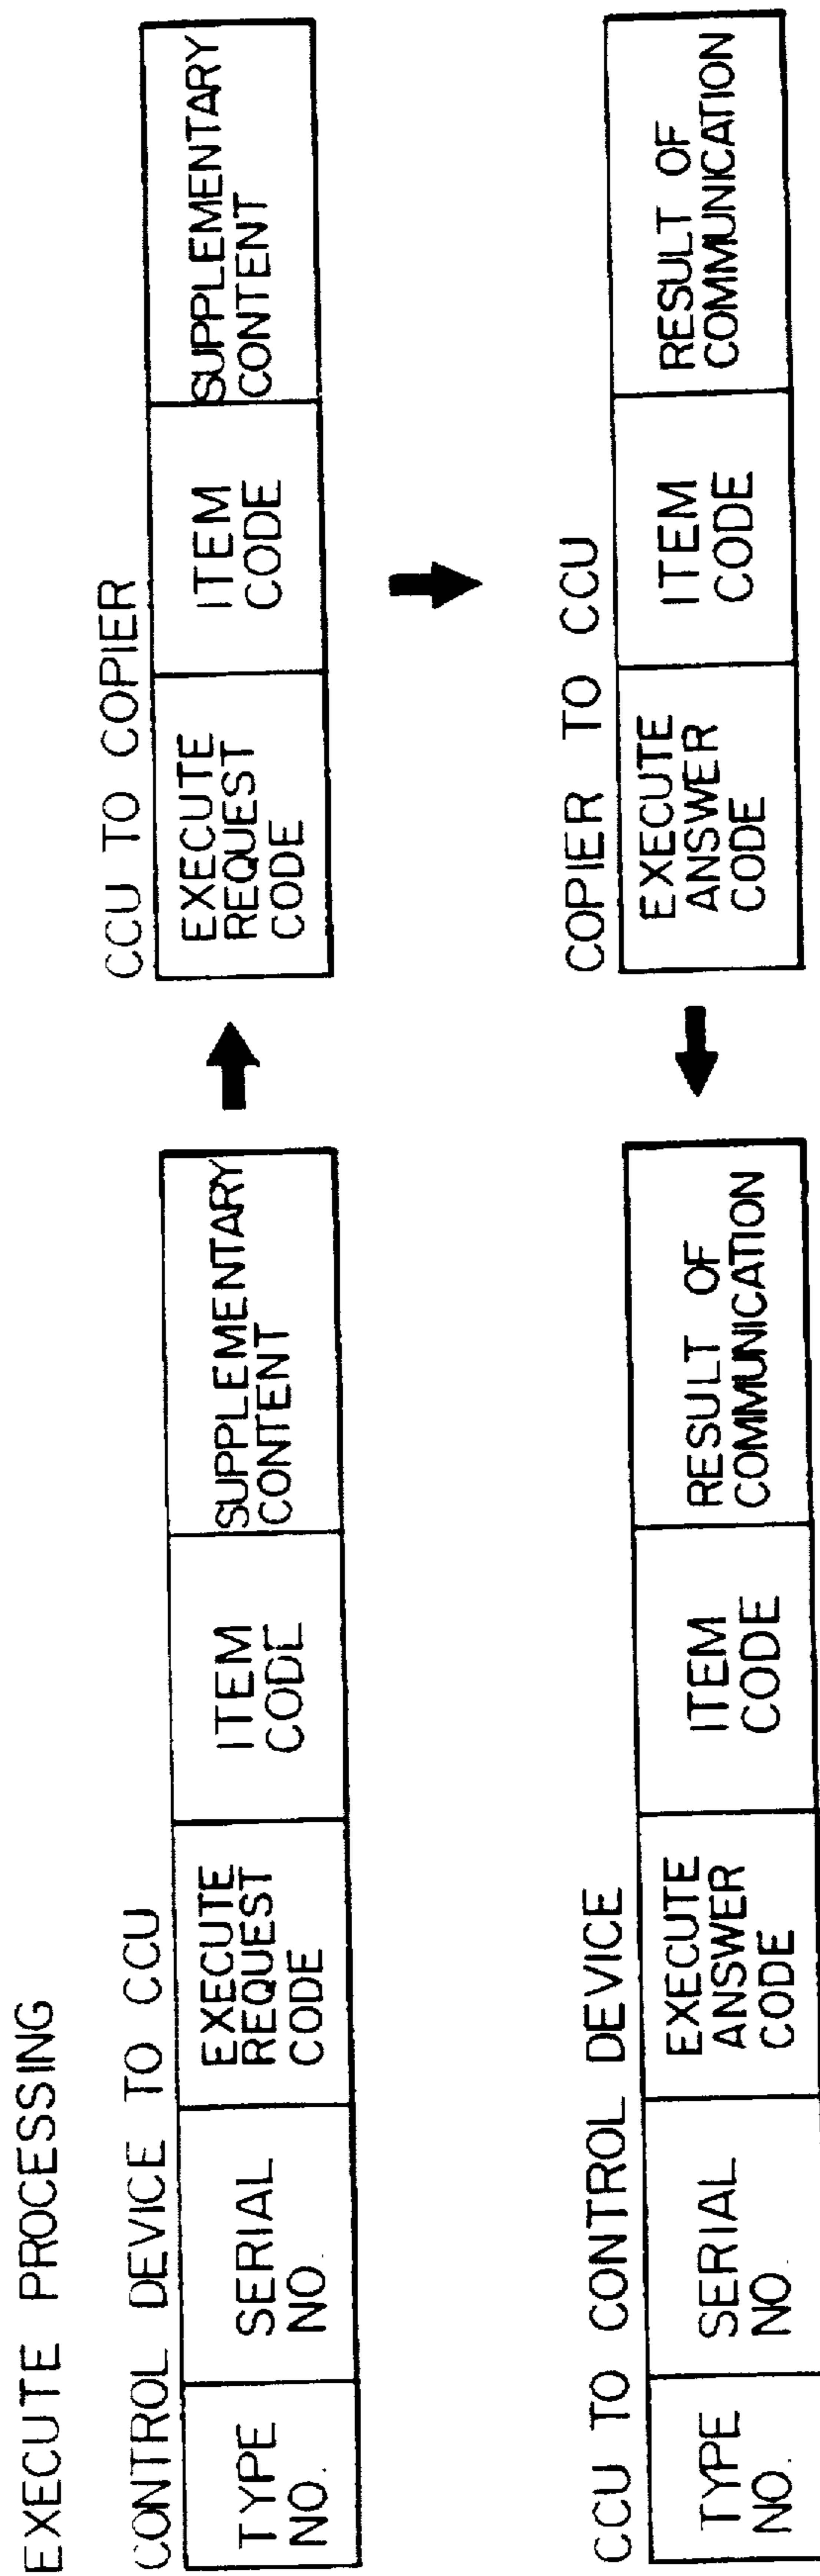 EXECUTE PROCESSING
CONTROL DEVICE TO CCU
TYPE
NO.
SERIAL
NO.
EXECUTE
REQUEST
CODE
ITEM
CODE
SUPPLEMENTARY
CONTENT
CCU TO COPIER
EXECUTE
REQUEST
CODE
ITEM
CODE
SUPPLEMENTARY
CONTENT
COPIER TO CCU
EXECUTE
ANSWER
CODE
ITEM
CODE
RESULT OF
COMMUNICATION
CCU TO CONTROL DEVICE
TYPE
NO.
SERIAL
NO.
EXECUTE
ANSWER
CODE
ITEM
CODE
RESULT OF
COMMUNICATION